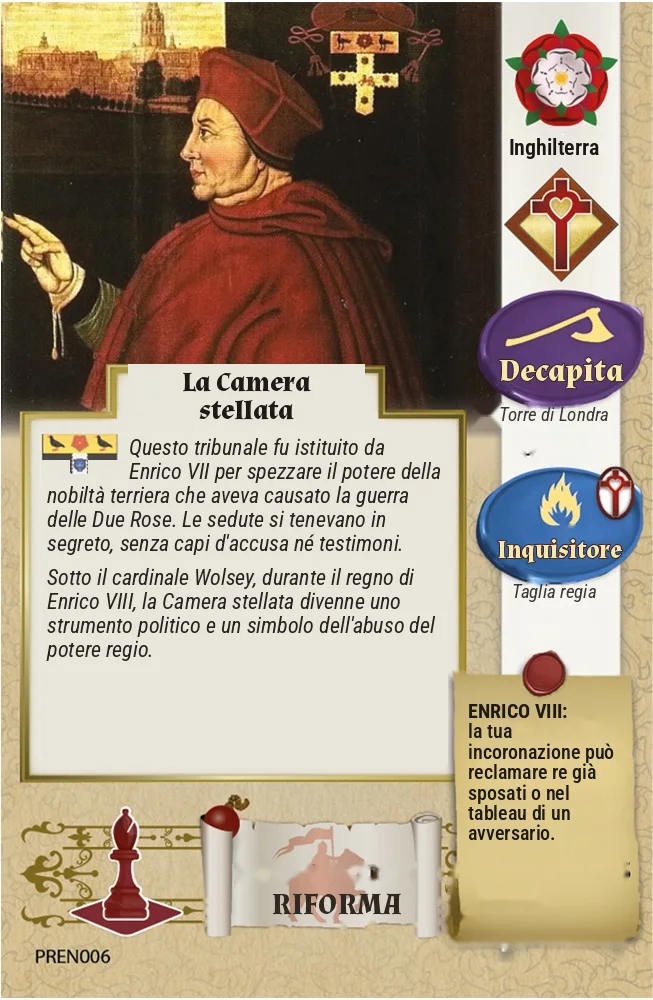 Inghilterra
Decapita
Torre di Londra
Inquisitore
Taglia regia
La Camera
stellata
Questo tribunale fu istituito da
Enrico VII per spezzare il potere della
nobiltà terriera che aveva causato la guerra
delle Due Rose. Le sedute si tenevano in
segreto, senza capi d'accusa né testimoni.
Sotto il cardinale Wolsey, durante il regno di
Enrico VIII, la Camera stellata divenne uno
strumento politico e un simbolo dell'abuso del
potere regio.
ENRICO VIII:
la tua
incoronazione può
reclamare re già
sposati o nel
tableau di un
avversario.
RIFORMA
PREN006